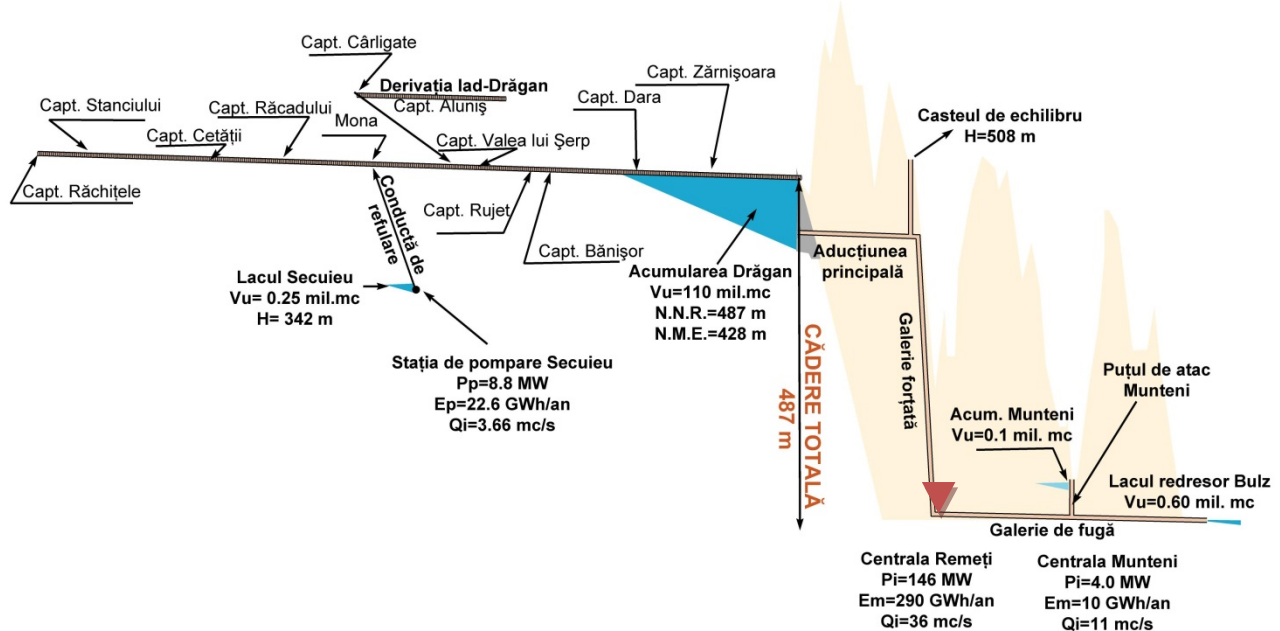 Capt. Cârligate
Derivația Iad-Drăgan
Capt. Zărnişoara
Capt. Stanciului
Capt. Răcadului
Capt. Aluniş
Capt. Dara
Mona
Capt. Cetății
Capt. Valea lui Şerp
Casteul de echilibru
H=508 m
Capt. Răchițele
Conductă de
refulare
Capt. Rujet
Capt. Bănişor
Aducțiunea
principală
Lacul Secuieu
Vu= 0.25 mil.mc
H= 342 m
Acumularea Drăgan
Vu=110 mil.mc
N.N.R.=487 m
N.M.E.=428 m
CĂDERE TOTALĂ
487 m
Galerie forțată
Stația de pompare Secuieu
Pp=8.8 MW
Ep=22.6 GWh/an
Qi=3.66 mc/s
Puțul de atac
Munteni
Acum. Munteni
Vu=0.1 mil. mc
Lacul redresor Bulz
Vu=0.60 mil. mc
Galerie de fugă
Centrala Remeți
Pi=146 MW
Em=290 GWh/an
Qi=36 mc/s
Centrala Munteni
Pi=4.0 MW
Em=10 GWh/an
Qi=11 mc/s